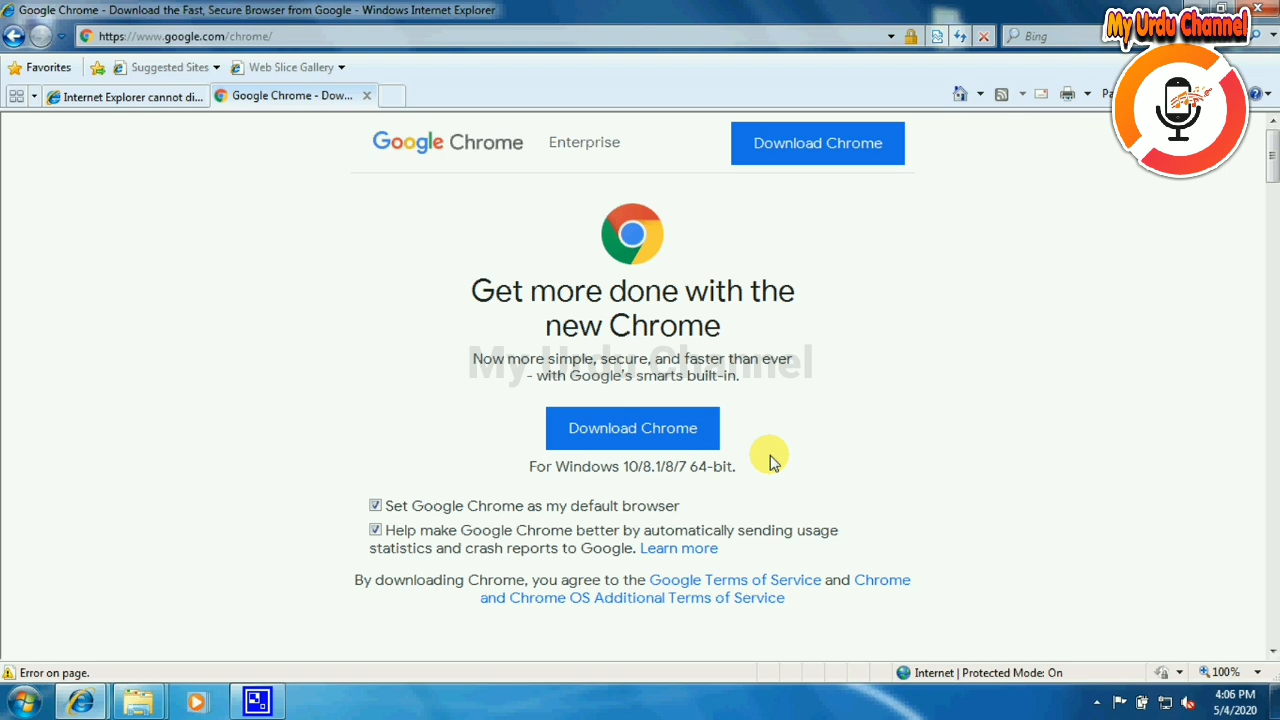 Google Chrome - Download the Fast, Secure Browser from Google - Windows Internet Explorer
My Urdu Channel
https://www.google.com/chrome/
Bing
Favorites
Suggested Sites
Web Slice Gallery
Internet Explorer cannot di...
Google Chrome - Dow...
Google Chrome
Enterprise
Download Chrome
Get more done with the
new Chrome
Now more simple, secure, and faster than ever
- with Google's smarts built-in.
My Urdu Channel
Download Chrome
For Windows 10/8.1/8/7 64-bit.
Set Google Chrome as my default browser
Help make Google Chrome better by automatically sending usage
statistics and crash reports to Google. Learn more
By downloading Chrome, you agree to the Google Terms of Service and Chrome
and Chrome OS Additional Terms of Service
Error on page.
Internet | Protected Mode: On
100%
4:06 PM
5/4/2020